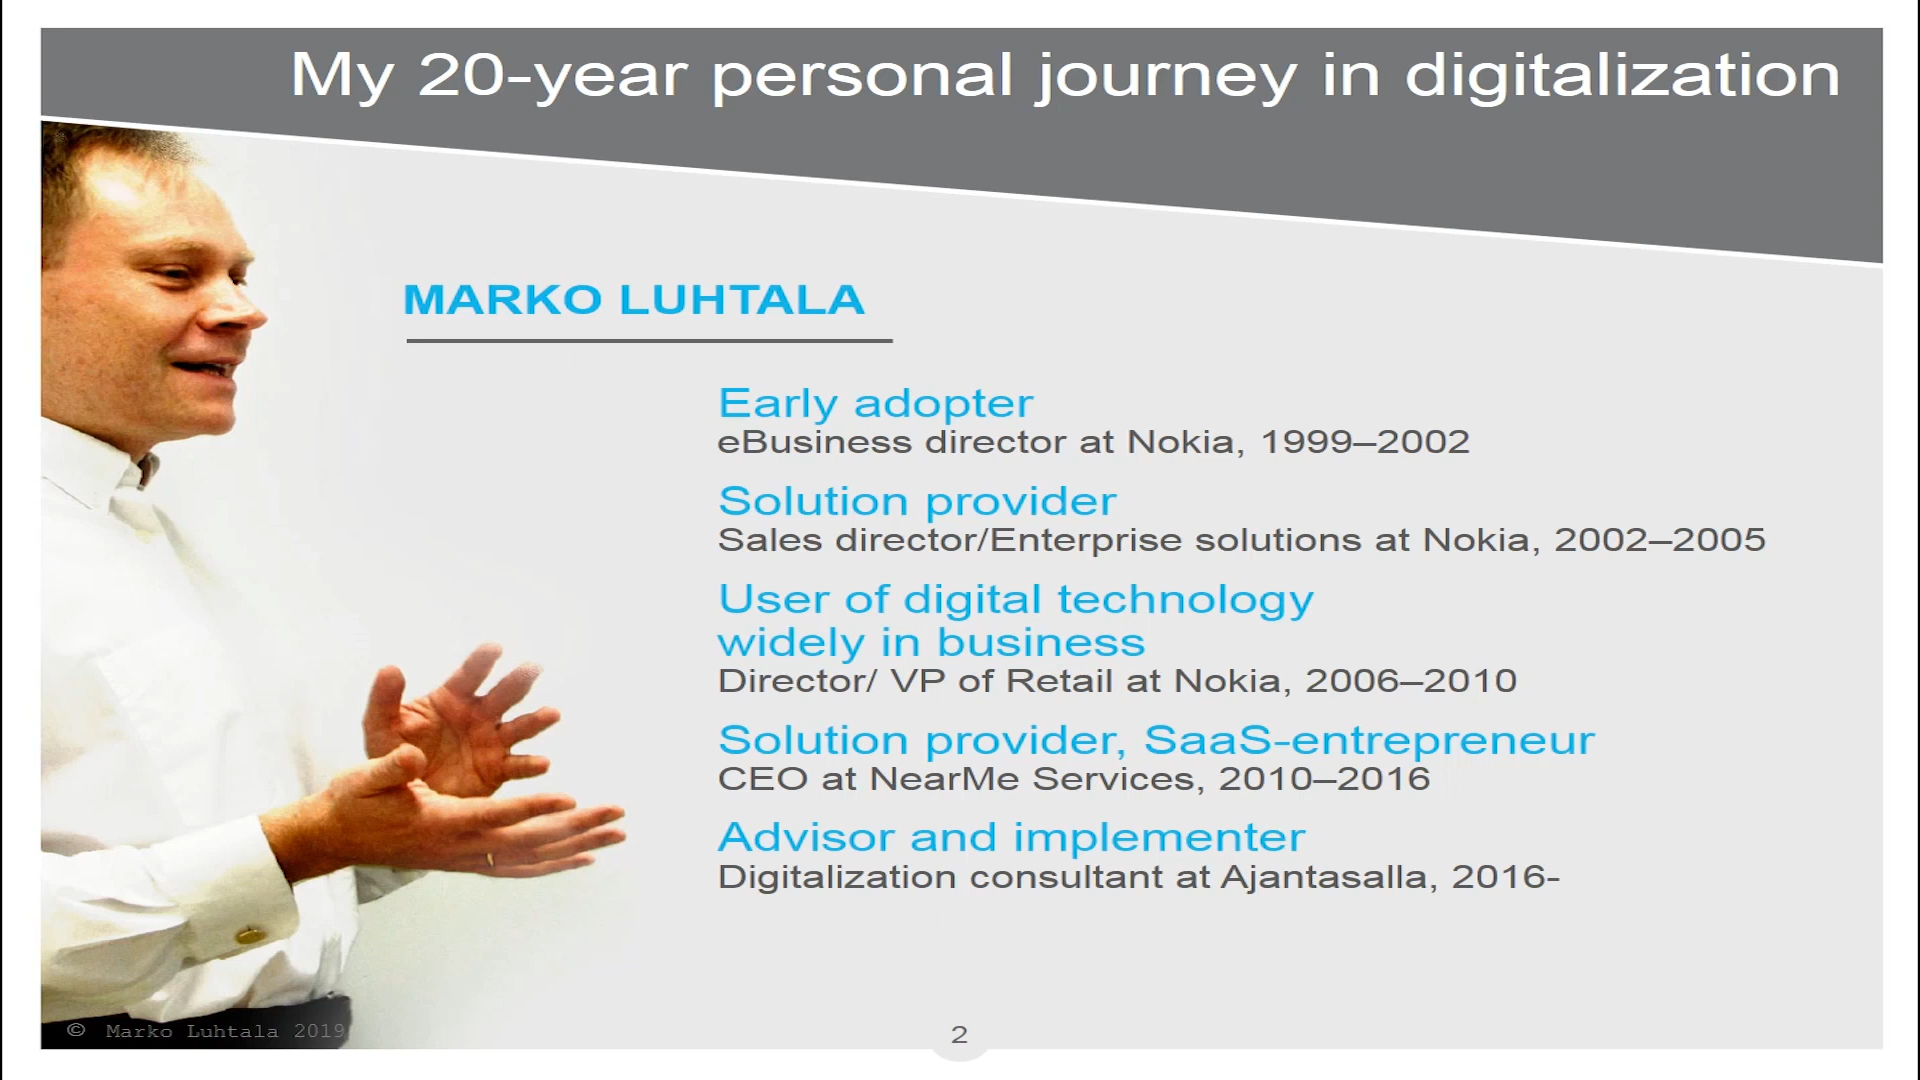 My 20-year personal journey in digitalization
MARKO LUHTALA
Early adopter
eBusiness director at Nokia, 1999–2002
Solution provider
Sales director/Enterprise solutions at Nokia, 2002–2005
User of digital technology
widely in business
Director/ VP of Retail at Nokia, 2006–2010
Solution provider, SaaS-entrepreneur
CEO at NearMe Services, 2010–2016
Advisor and implementer
Digitalization consultant at Ajantasalla, 2016-
© Marko Luhtala 2019
2